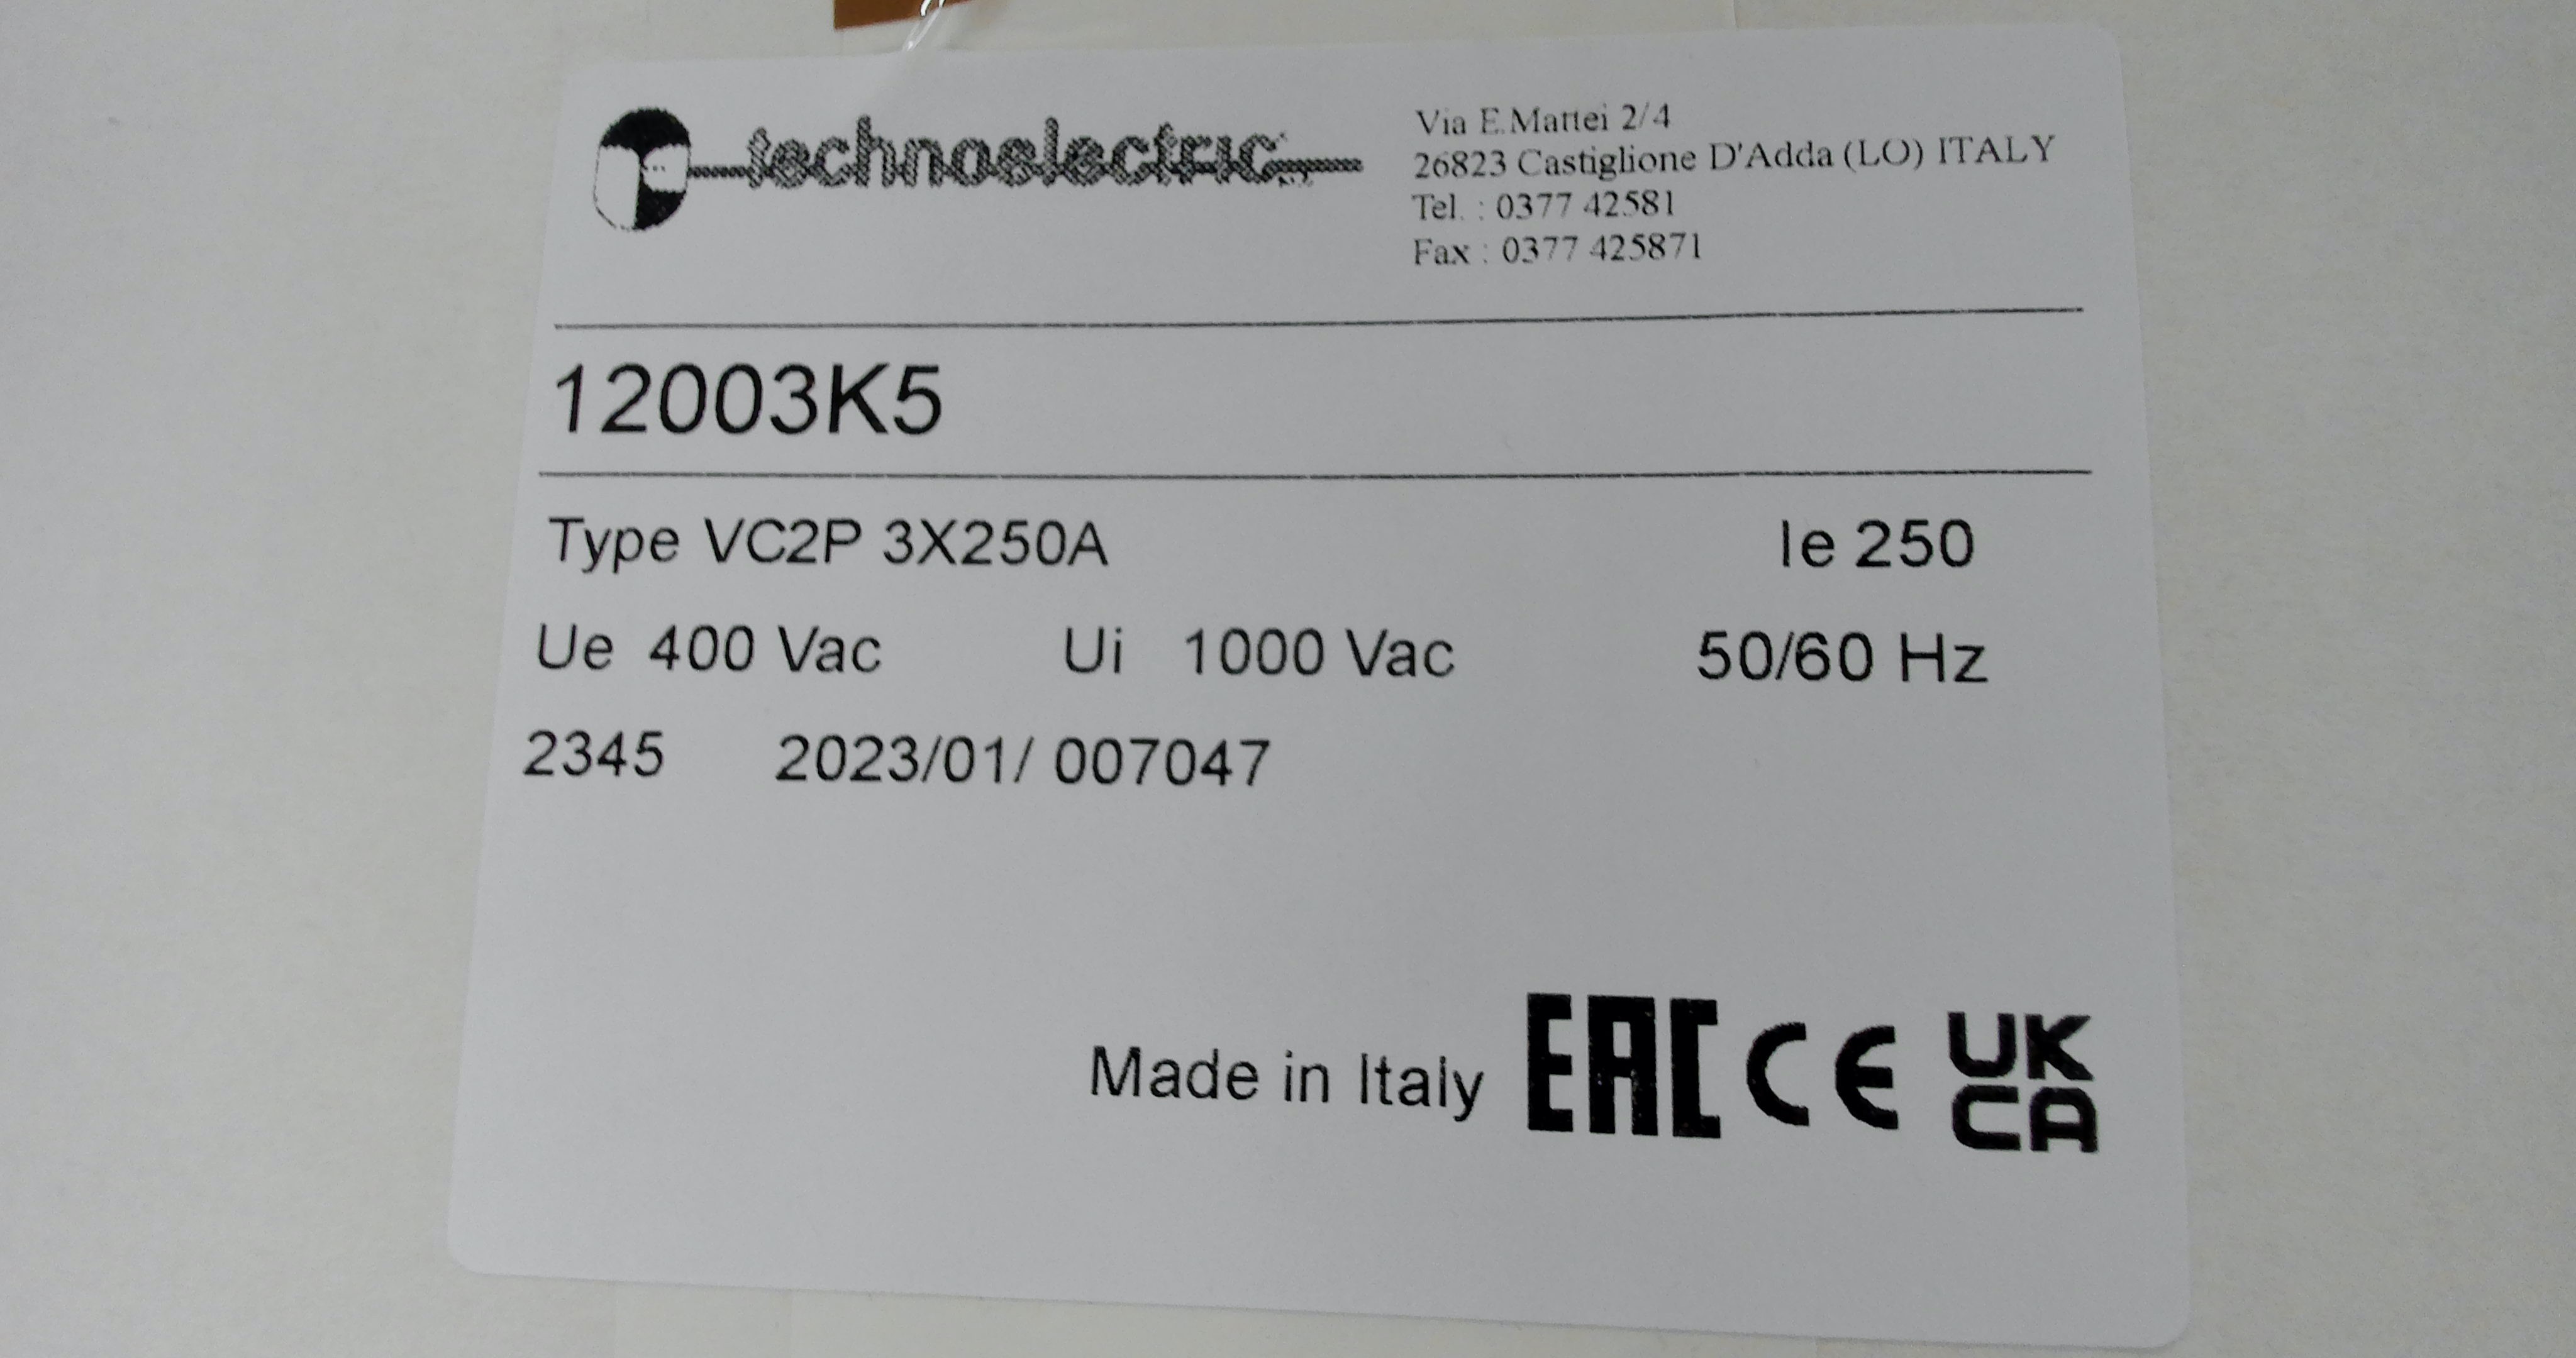 technoelectric
Via E.Mattei 2/4
26823 Castiglione D'Adda (LO) ITALY
Tel. : 0377 42581
Fax : 0377 425871
12003K5
Type VC2P 3X250A Ie 250
Ue 400 Vac Ui 1000 Vac 50/60 Hz
2345 2023/01/ 007047
Made in Italy EAC CE UK
CA